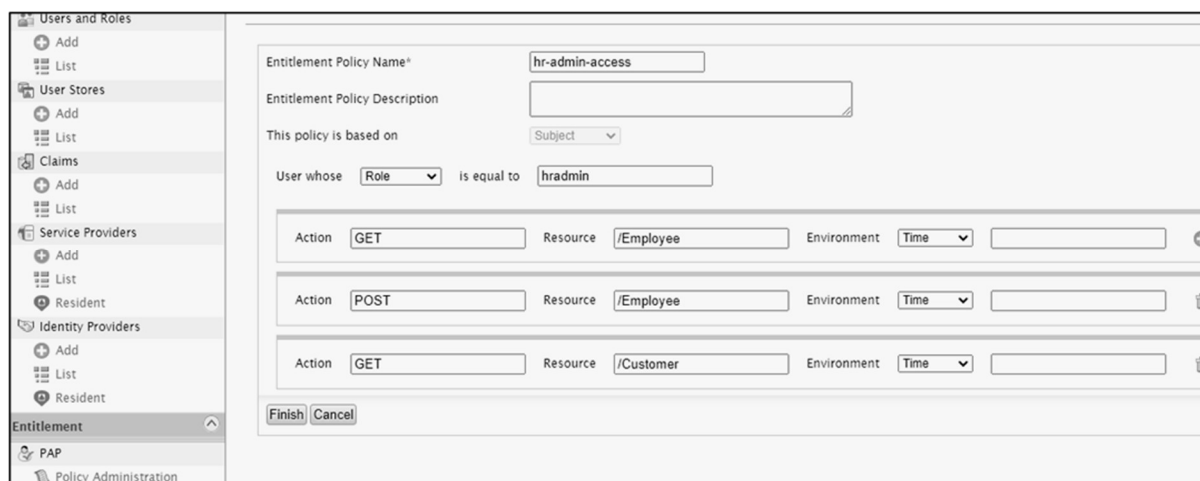 Users and Roles
Add
List
User Stores
Add
List
Claims
Add
List
Service Providers
Add
List
Resident
Identity Providers
Add
List
Resident
Entitlement
PAP
Policy Administration
Entitlement Policy Name* hr-admin-access
Entitlement Policy Description
This policy is based on Subject
User whose Role is equal to hradmin
Action GET Resource /Employee Environment Time
Action POST Resource /Employee Environment Time
Action GET Resource /Customer Environment Time
Finish Cancel